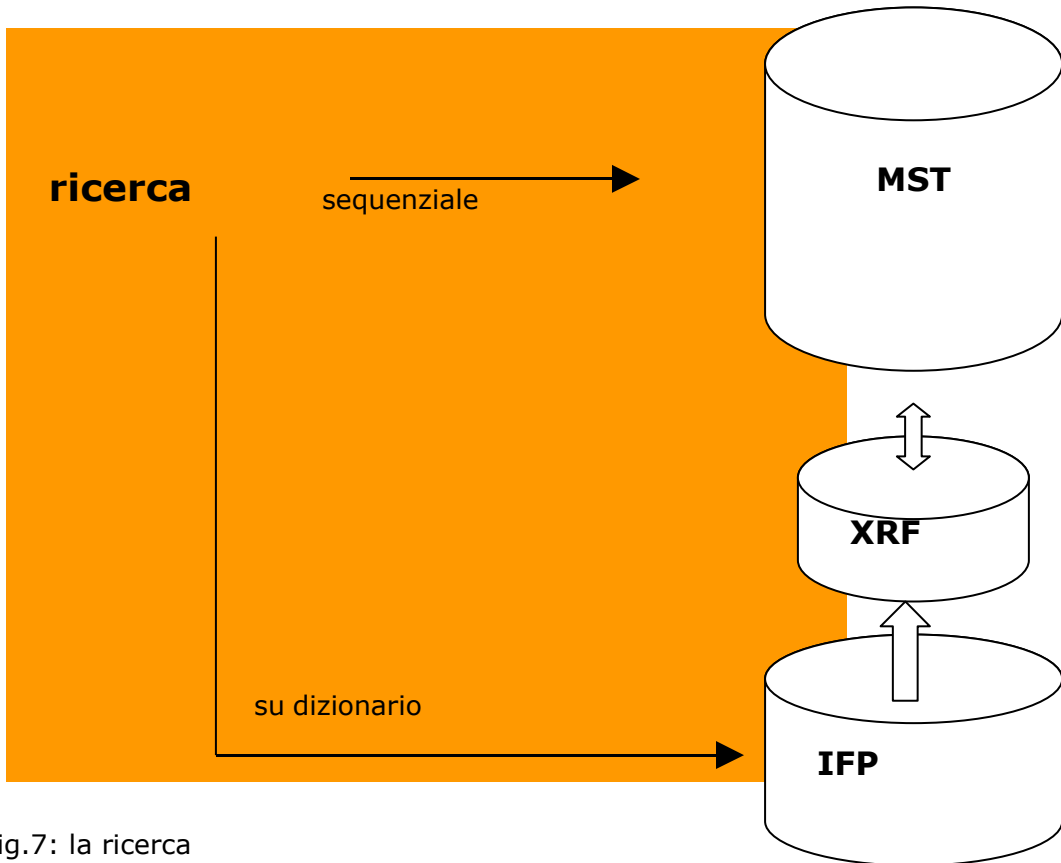 ricerca
sequenziale
MST
XRF
su dizionario
IFP
ig.7: la ricerca